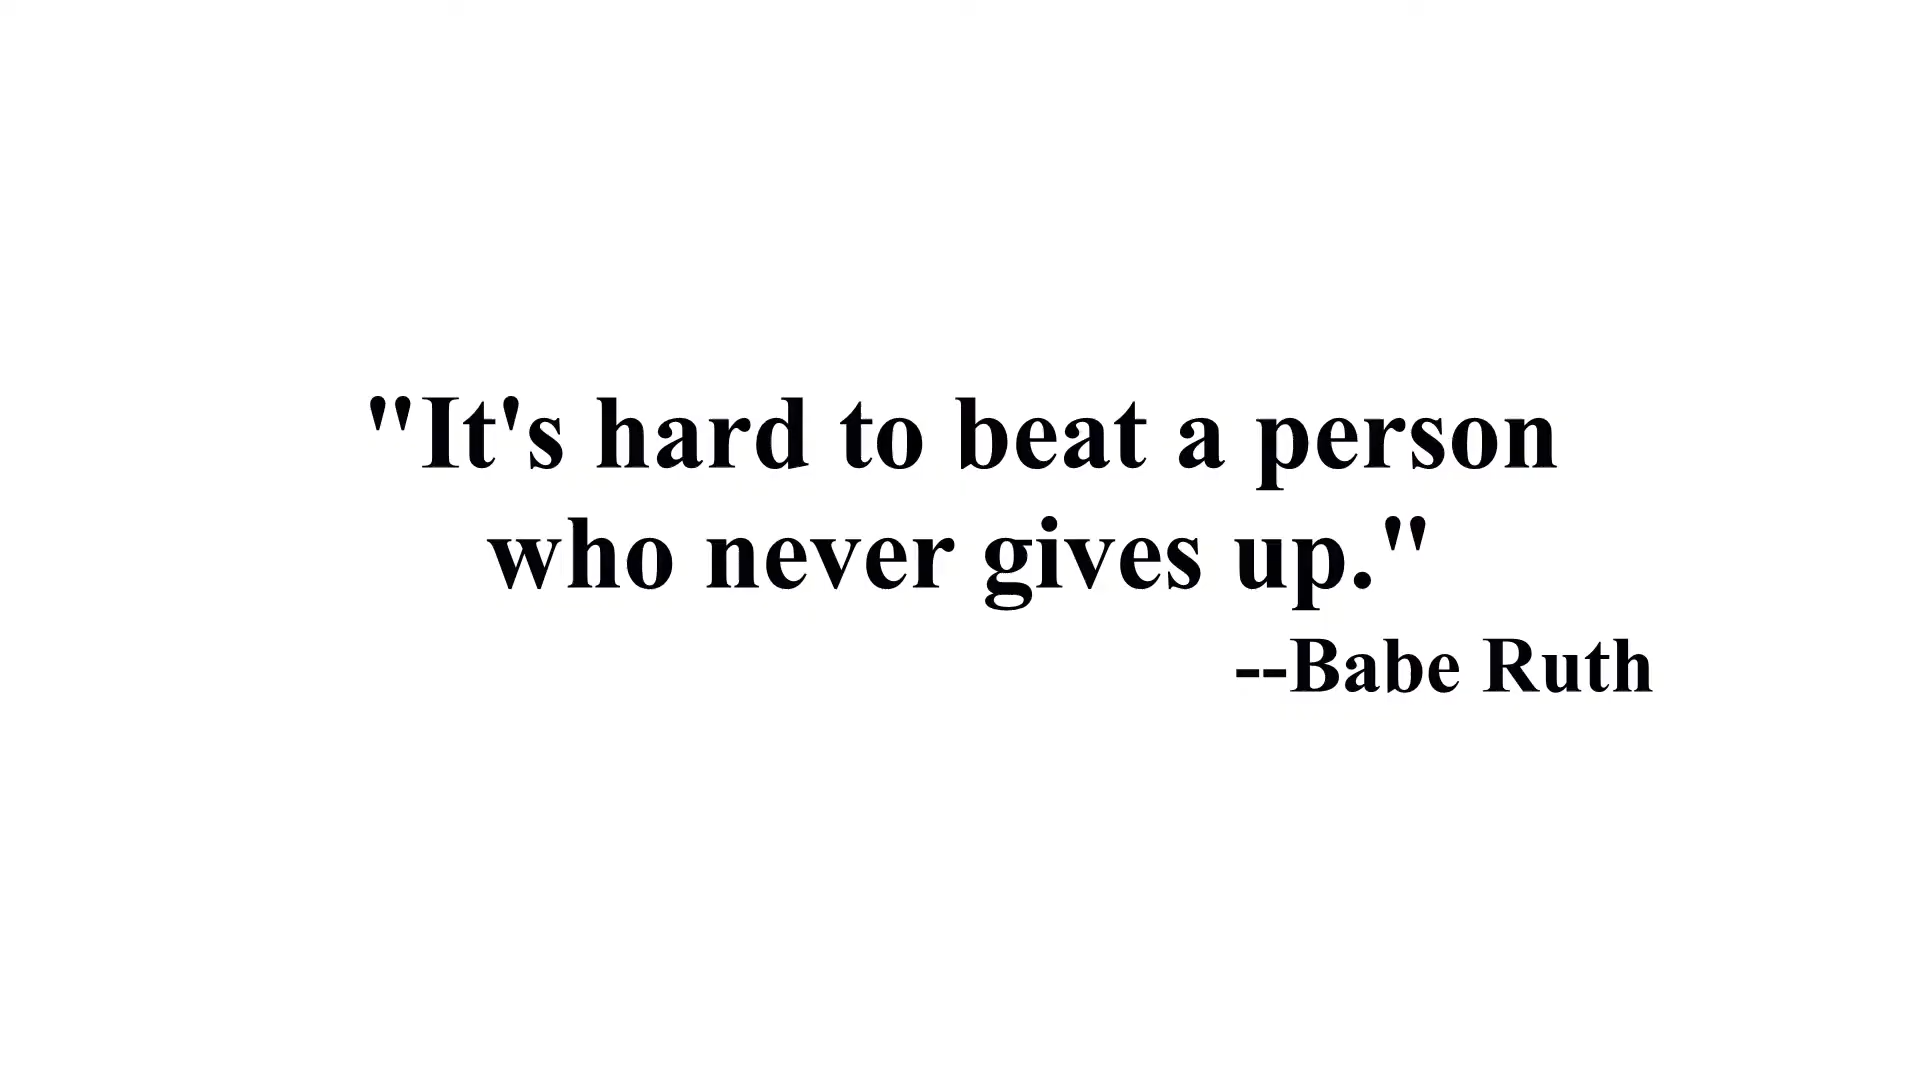 "It's hard to beat a person
who never gives up."
--Babe Ruth